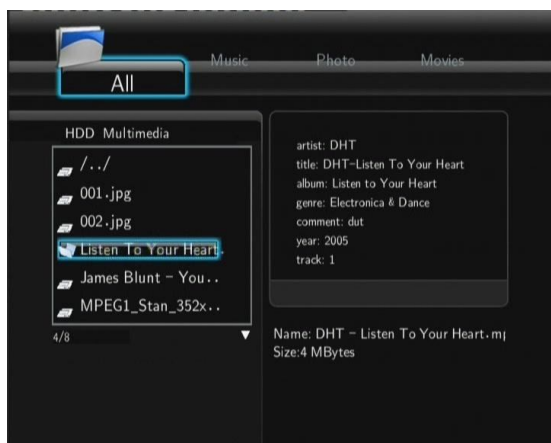 All
Music
Photo
Movies
HDD Multimedia
/../
001.jpg
002.jpg
Listen To Your Heart.
James Blunt - You..
MPEG1_Stan_352x..
4/8
artist: DHT
title: DHT-Listen To Your Heart
album: Listen to Your Heart
genre: Electronica & Dance
comment: dut
year: 2005
track: 1
Name: DHT - Listen To Your Heart.mp
Size:4 MBytes